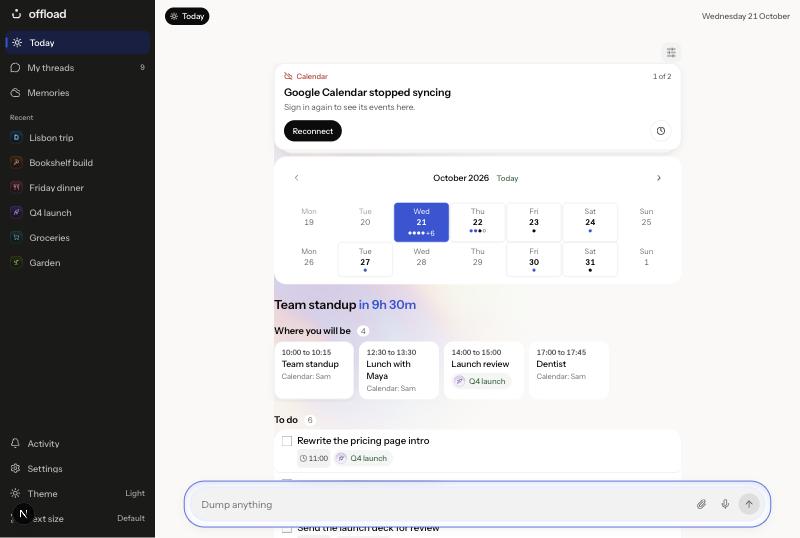 offload
Today
My threads
9
Memories
Recent
Lisbon trip
Bookshelf build
Friday dinner
Q4 launch
Groceries
Garden
Activity
Settings
Theme
Light
ext size
Default
Today
Wednesday 21 October
Calendar
1 of 2
Google Calendar stopped syncing
Sign in again to see its events here.
Reconnect
October 2026
Today
Mon
19
Tue
20
Wed
21
+6
Thu
22
Fri
23
Sat
24
Sun
25
Mon
26
Tue
27
Wed
28
Thu
29
Fri
30
Sat
31
Sun
1
Team standup in 9h 30m
Where you will be 4
10:00 to 10:15
Team standup
Calendar: Sam
12:30 to 13:30
Lunch with
Maya
Calendar: Sam
14:00 to 15:00
Launch review
Q4 launch
17:00 to 17:45
Dentist
Calendar: Sam
To do 6
Rewrite the pricing page intro
11:00
Q4 launch
Dump anything
Send the launch deck for review